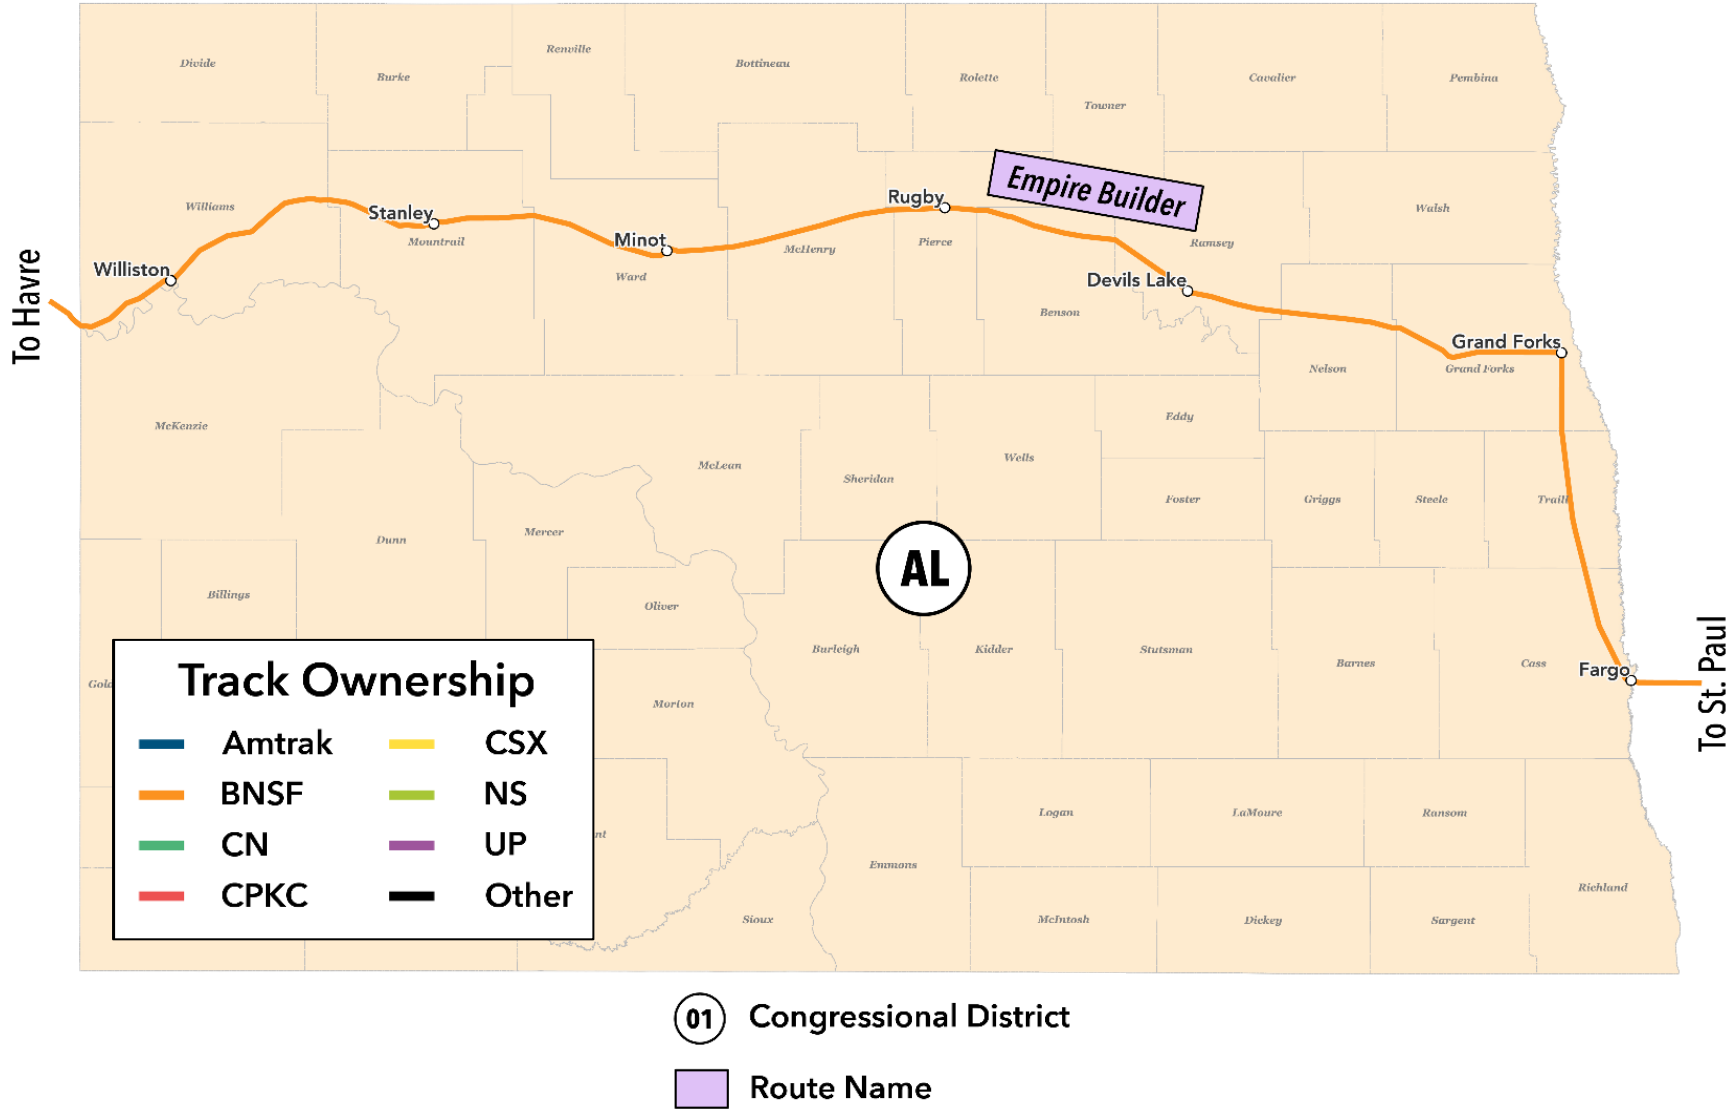 Divide
Burke
Renville
Bottineau
Rolette
Towner
Cavalier
Pembina
Empire Builder
Williams
Stanley
Mountrail
Minot
Ward
McHenry
Rugby
Pierce
Ramsey
Walsh
Williston
Devils Lake
Benson
To Havre
Grand Forks
Nelson
Grand Forks
McKenzie
McLean
Sheridan
Wells
Eddy
Foster
Griggs
Steele
Traill
Dunn
Mercer
AL
Billings
Oliver
Burleigh
Kidder
Stutsman
Barnes
Cass
Fargo
To St. Paul
Gold
Morton
Track Ownership
Amtrak
CSX
BNSF
NS
CN
UP
CPKC
Other
nt
Logan
LaMoure
Ransom
Emmons
Richland
Sioux
McIntosh
Dickey
Sargent
01
Congressional District
Route Name